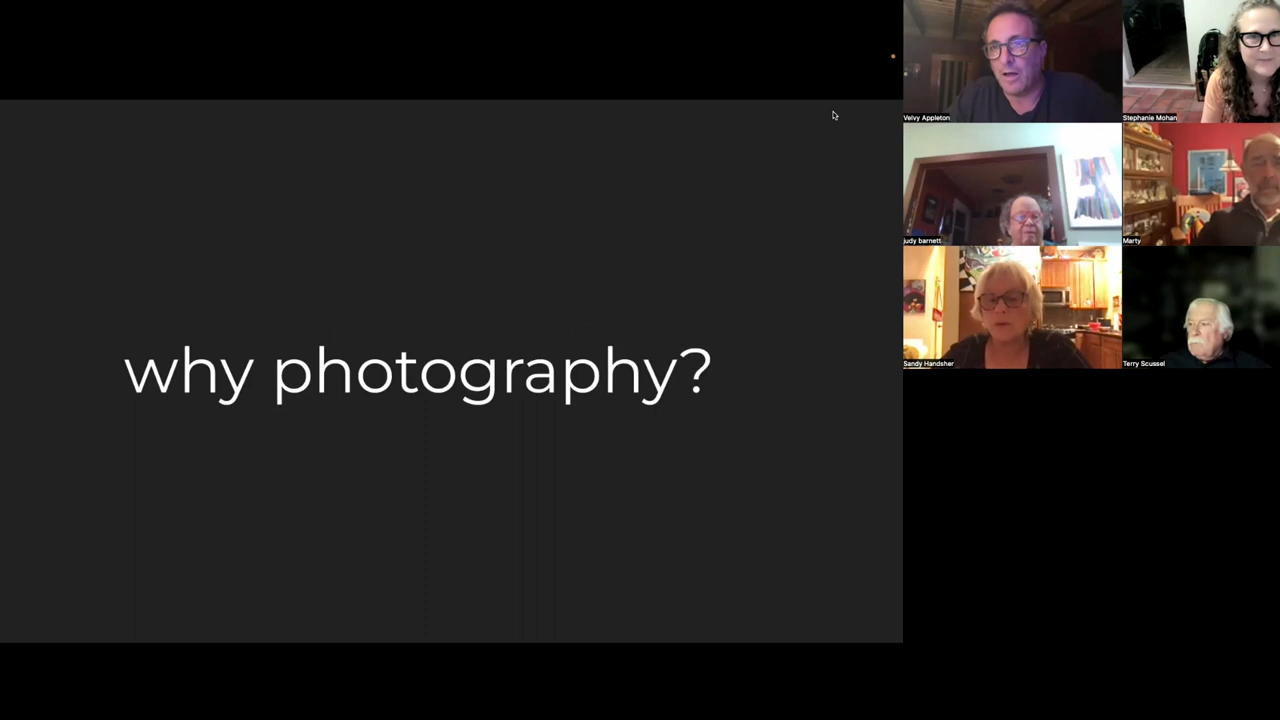 why photography?
Velvy Appleton
Stephanie Mohan
judy barnett
Marty
Sandy Handsher
Terry Scussel